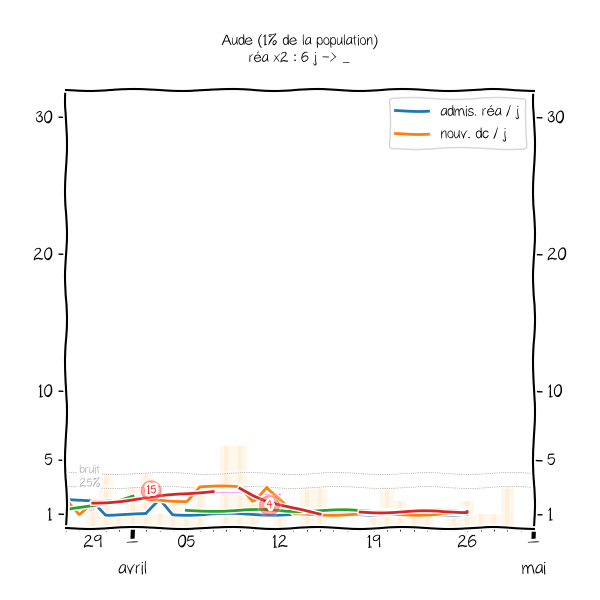 Aude (1% de la population)
réa x2 : 6 j -> _
admis. réa / j
nouv. dc / j
30
30
20
20
10
10
5
5
bruit
25%
15
4
1
1
29
05
12
19
26
avril
mai